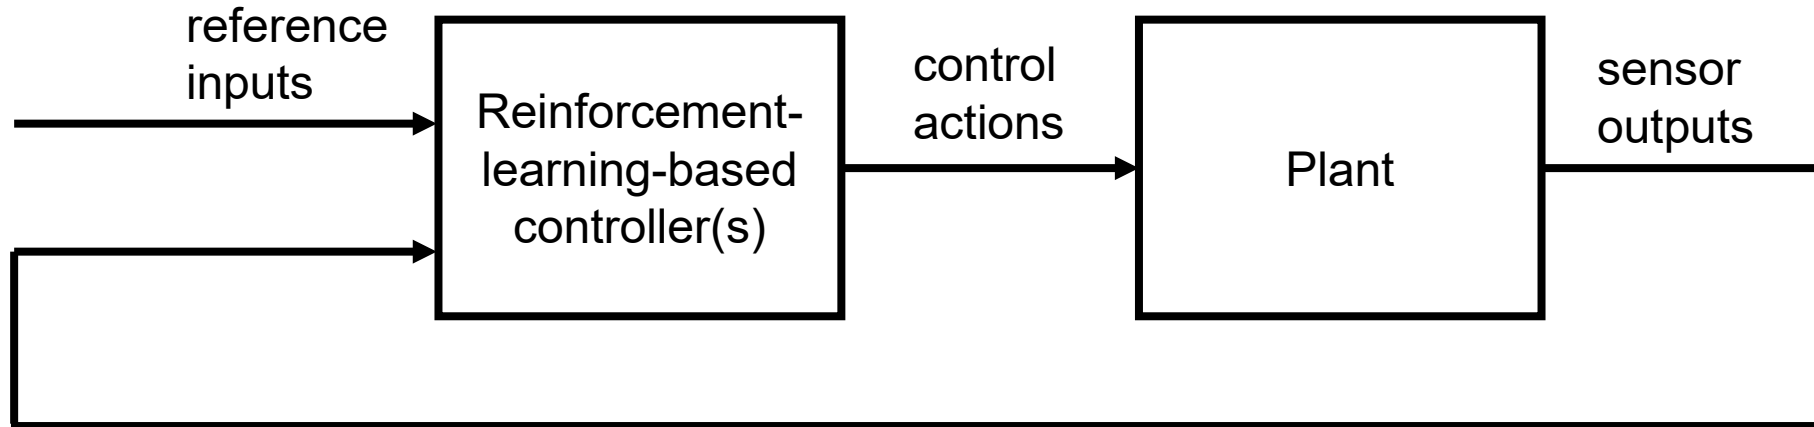 reference
inputs
Reinforcement-
learning-based
controller(s)
control
actions
Plant
sensor
outputs